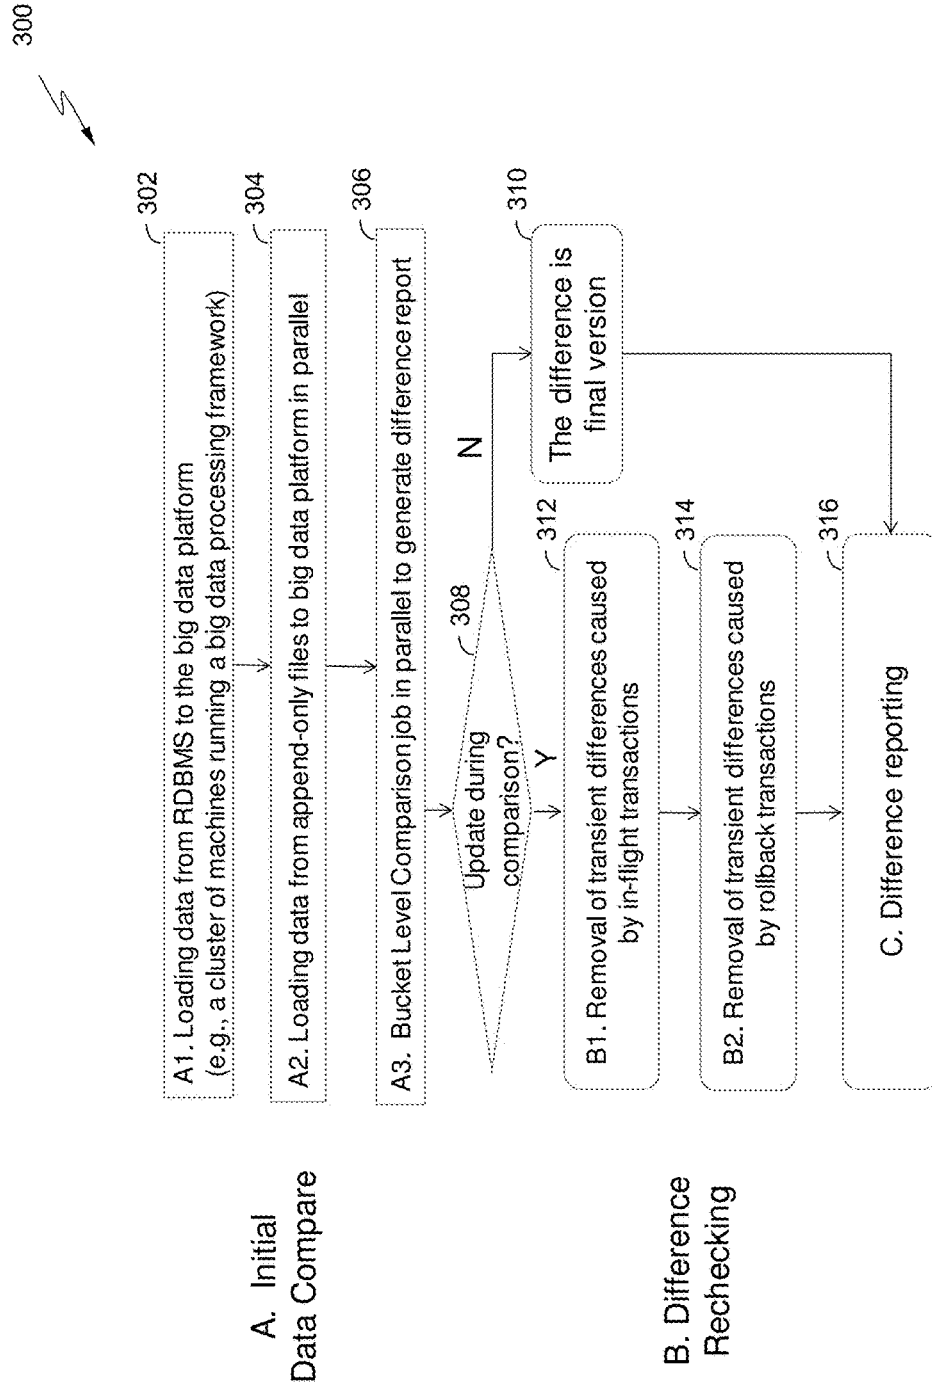 300
302
A1. Loading data from RDBMS to the big data platform
(e.g., a cluster of machines running a big data processing framework)
304
A2. Loading data from append-only files to big data platform in parallel
306
A3. Bucket Level Comparison job in parallel to generate difference report
A. Initial
Data Compare
308
Update during
comparison?
N
Y
310
The difference is
final version
312
B1. Removal of transient differences caused
by in-flight transactions
314
B2. Removal of transient differences caused
by rollback transactions
B. Difference
Rechecking
316
C. Difference reporting